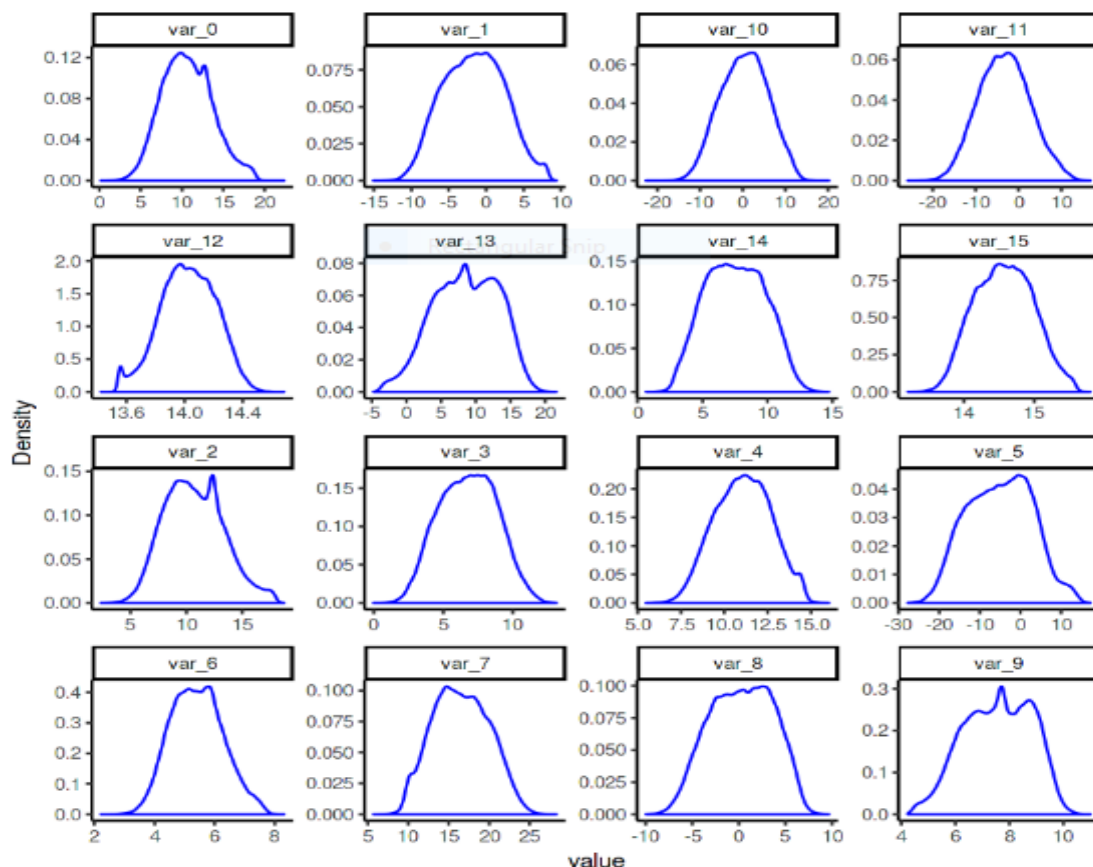 var_0 var_1 var_10 var_11
0.12 0.075 0.06 0.06
0.08 0.050 0.04 0.04
0.04 0.025 0.02 0.02
0.00 0.000 0.00 0.00
0 5 10 15 20 -15 -10 -5 0 5 10 -20 -10 0 10 20 -20 -10 0 10
Rectangular Snip
var_12 var_13 var_14 var_15
2.0 0.08 0.15
1.5 0.06 0.10 0.75
1.0 0.04 0.50
0.5 0.02 0.05 0.25
0.0 0.00 0.00 0.00
13.6 14.0 14.4 -5 0 5 10 15 20 0 5 10 15 14 15
Density
var_2 var_3 var_4 var_5
0.15 0.15 0.20 0.04
0.10 0.10 0.15 0.03
0.05 0.05 0.10 0.02
0.05 0.01
0.00 0.00 0.00 0.00
5 10 15 0 5 10 5.0 7.5 10.0 12.5 15.0 -30 -20 -10 0 10
var_6 var_7 var_8 var_9
0.4 0.100 0.100 0.3
0.3 0.075 0.075 0.2
0.2 0.050 0.050
0.1 0.025 0.025 0.1
0.0 0.000 0.000 0.0
2 4 6 8 5 10 15 20 25 -10 -5 0 5 10 4 6 8 10
value